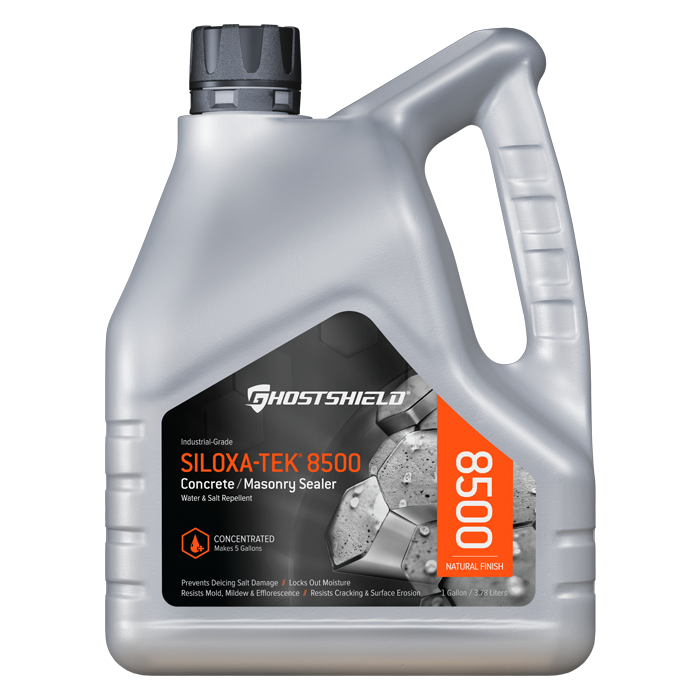 GHOSTSHIELD®
Industrial-Grade
SILOXA-TEK® 8500
Concrete / Masonry Sealer
Water & Salt Repellent
CONCENTRATED
Makes 5 Gallons
8500
NATURAL FINISH
Prevents Deicing Salt Damage // Locks Out Moisture
Resists Mold, Mildew & Efflorescence // Resists Cracking & Surface Erosion
1 Gallon / 3.78 Liters